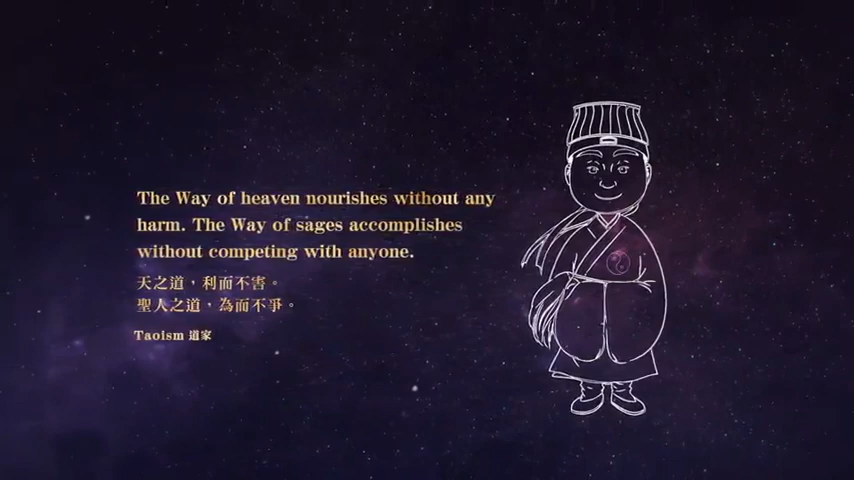 The Way of heaven nourishes without any
harm. The Way of sages accomplishes
without competing with anyone.
天之道，利而不害。
聖人之道，為而不爭。
Taoism 道家